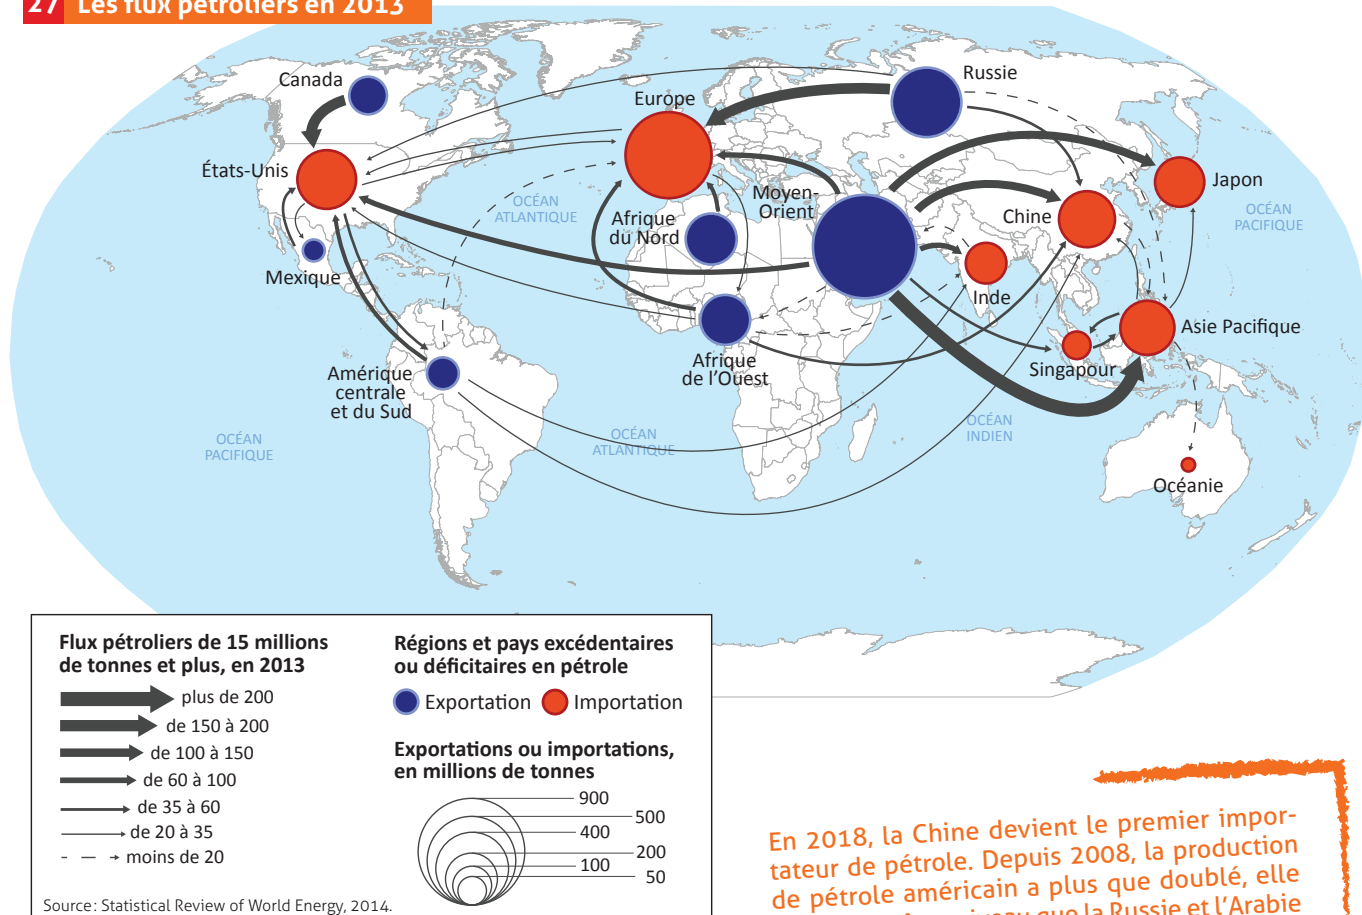 27 Les flux pétroliers en 2013
Canada
Russie
Europe
États-Unis
Moyen-
Orient
Japon
OCÉAN
ATLANTIQUE
OCÉAN
PACIFIQUE
Afrique
du Nord
Chine
Mexique
Inde
Asie Pacifique
Afrique
de l'Ouest
Singapour
Amérique
centrale
et du Sud
OCÉAN
PACIFIQUE
OCÉAN
ATLANTIQUE
OCÉAN
INDIEN
Océanie
Flux pétroliers de 15 millions
de tonnes et plus, en 2013
plus de 200
de 150 à 200
de 100 à 150
de 60 à 100
de 35 à 60
de 20 à 35
moins de 20
Source : Statistical Review of World Energy, 2014.
Régions et pays excédentaires
ou déficitaires en pétrole
Exportation
Importation
Exportations ou importations,
en millions de tonnes
900
500
400
200
100
50
En 2018, la Chine devient le premier impor-
tateur de pétrole. Depuis 2008, la production
de pétrole américain a plus que doublé, elle
que la Russie et l'Arabie